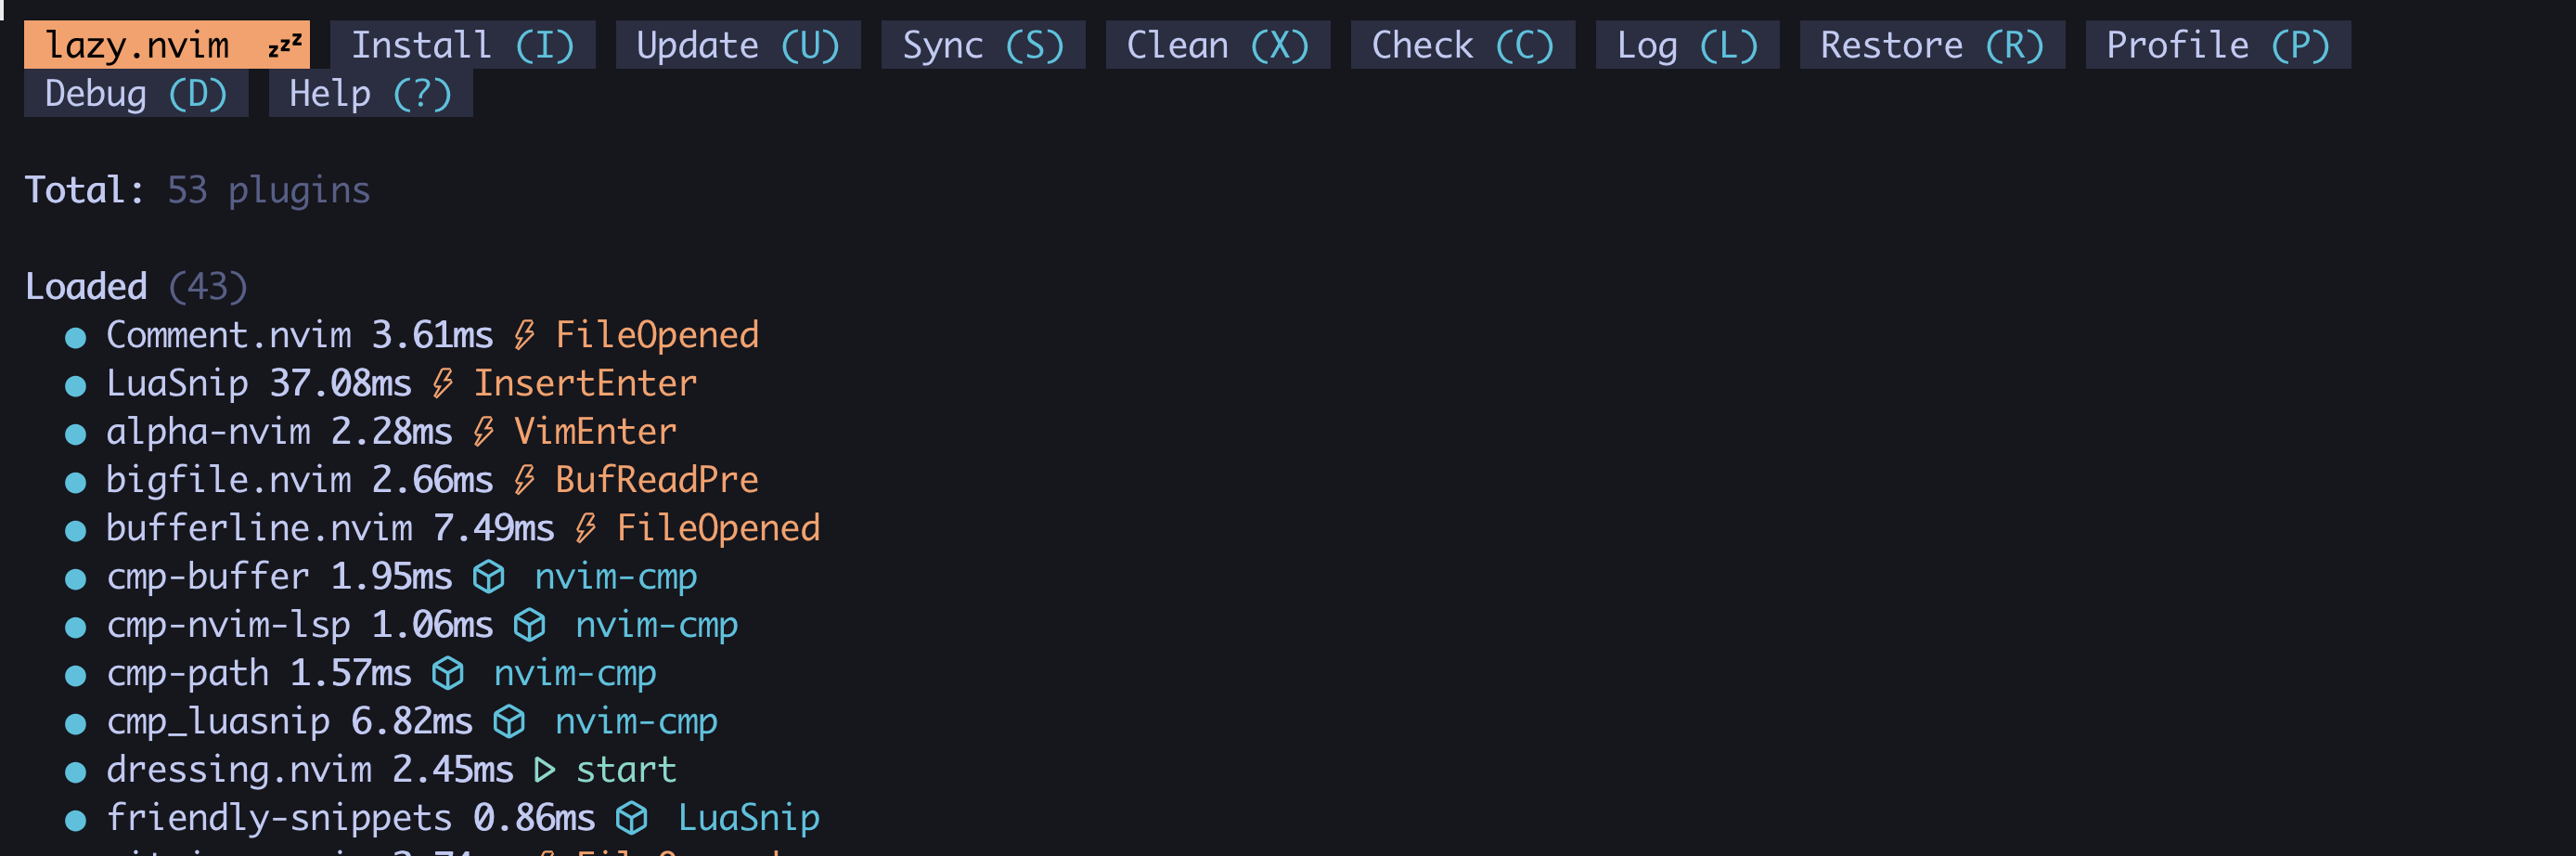 lazy.nvim zzz Install (I) Update (U) Sync (S) Clean (X) Check (C) Log (L) Restore (R) Profile (P)
Debug (D) Help (?)
Total: 53 plugins
Loaded (43)
● Comment.nvim 3.61ms FileOpened
● LuaSnip 37.08ms InsertEnter
● alpha-nvim 2.28ms VimEnter
● bigfile.nvim 2.66ms BufReadPre
● bufferline.nvim 7.49ms FileOpened
● cmp-buffer 1.95ms nvim-cmp
● cmp-nvim-lsp 1.06ms nvim-cmp
● cmp-path 1.57ms nvim-cmp
● cmp_luasnip 6.82ms nvim-cmp
● dressing.nvim 2.45ms start
● friendly-snippets 0.86ms LuaSnip